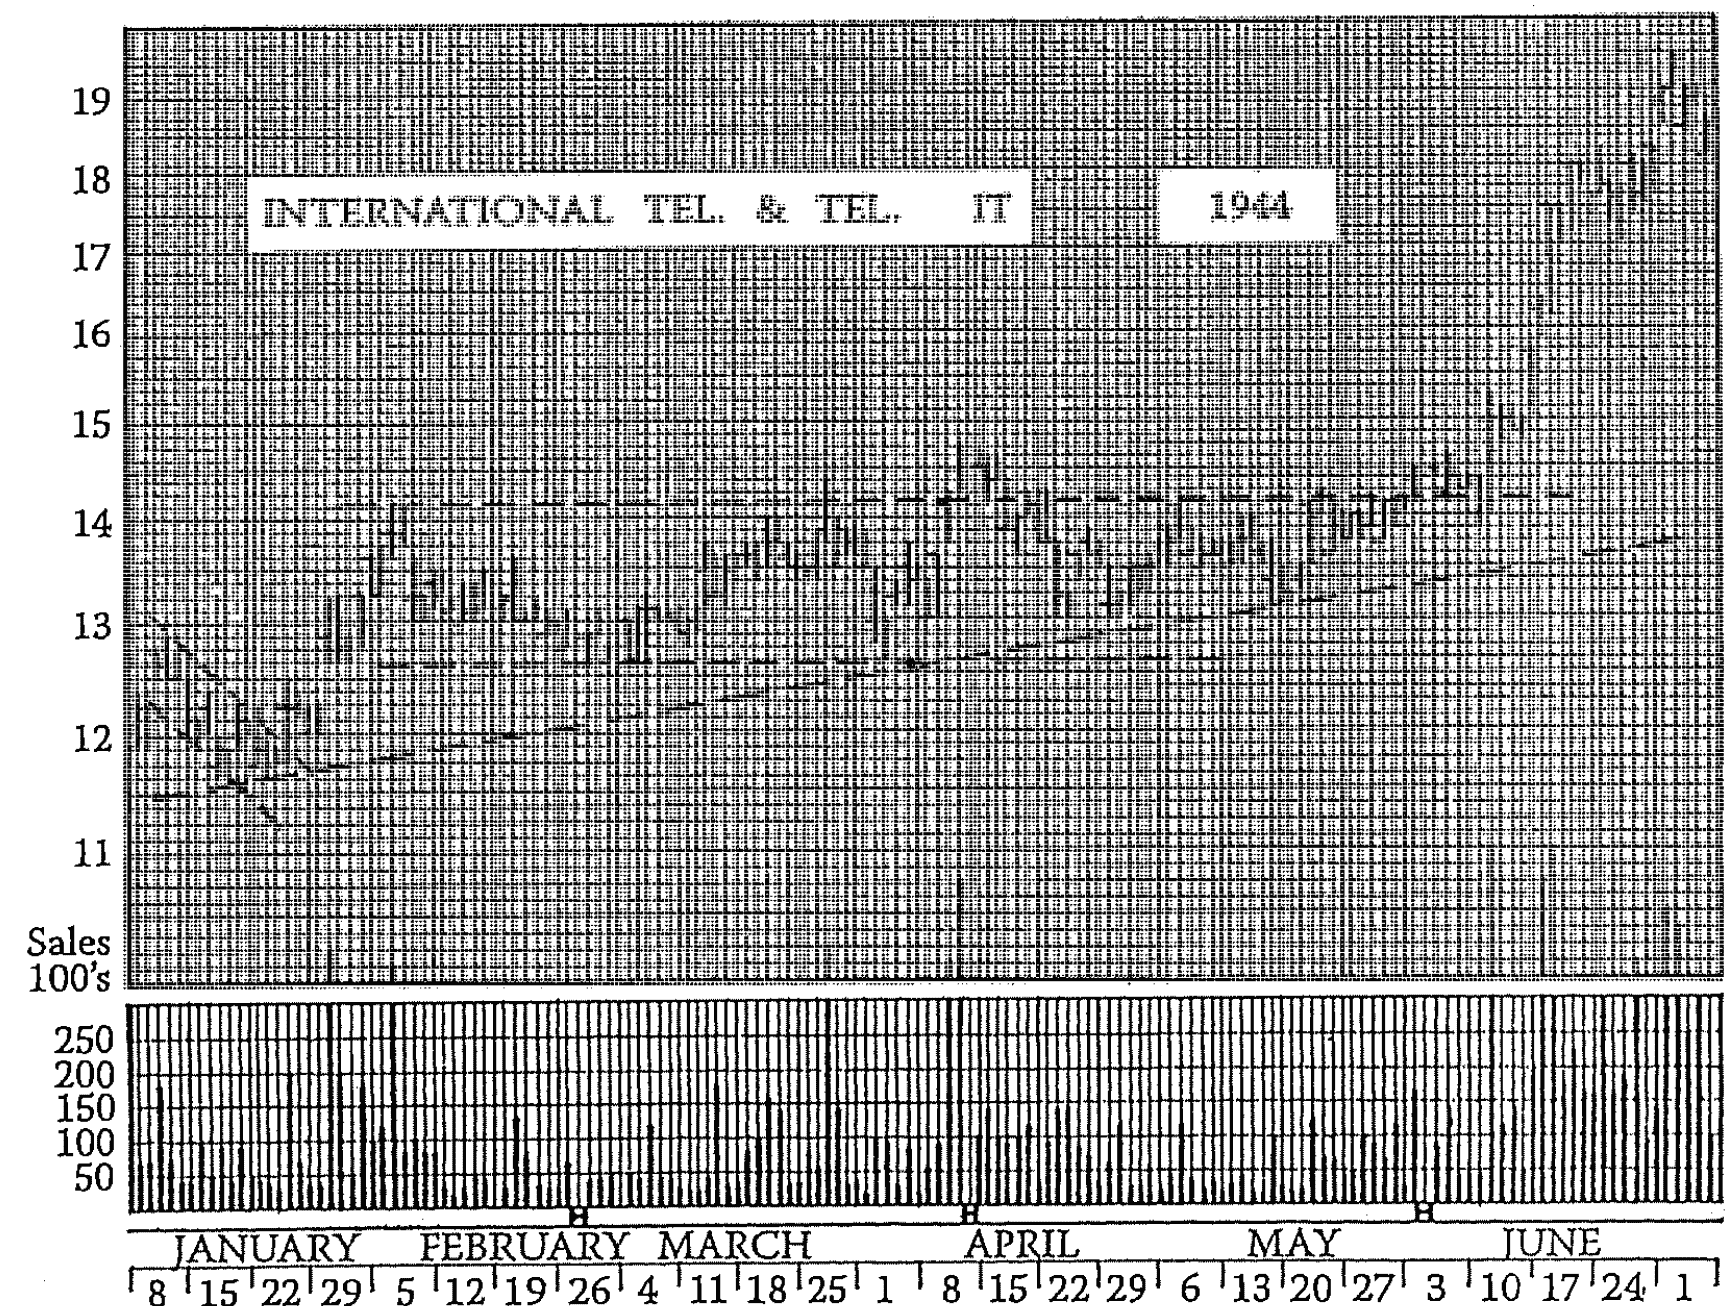 19
18
INTERNATIONAL TEL. & TEL. IT 1944
17
16
15
14
13
12
11
Sales
100's
250
200
150
100
50
H H H
JANUARY FEBRUARY MARCH APRIL MAY JUNE
8 15 22 29 5 12 19 26 4 11 18 25 1 8 15 22 29 6 13 20 27 3 10 17 24 1